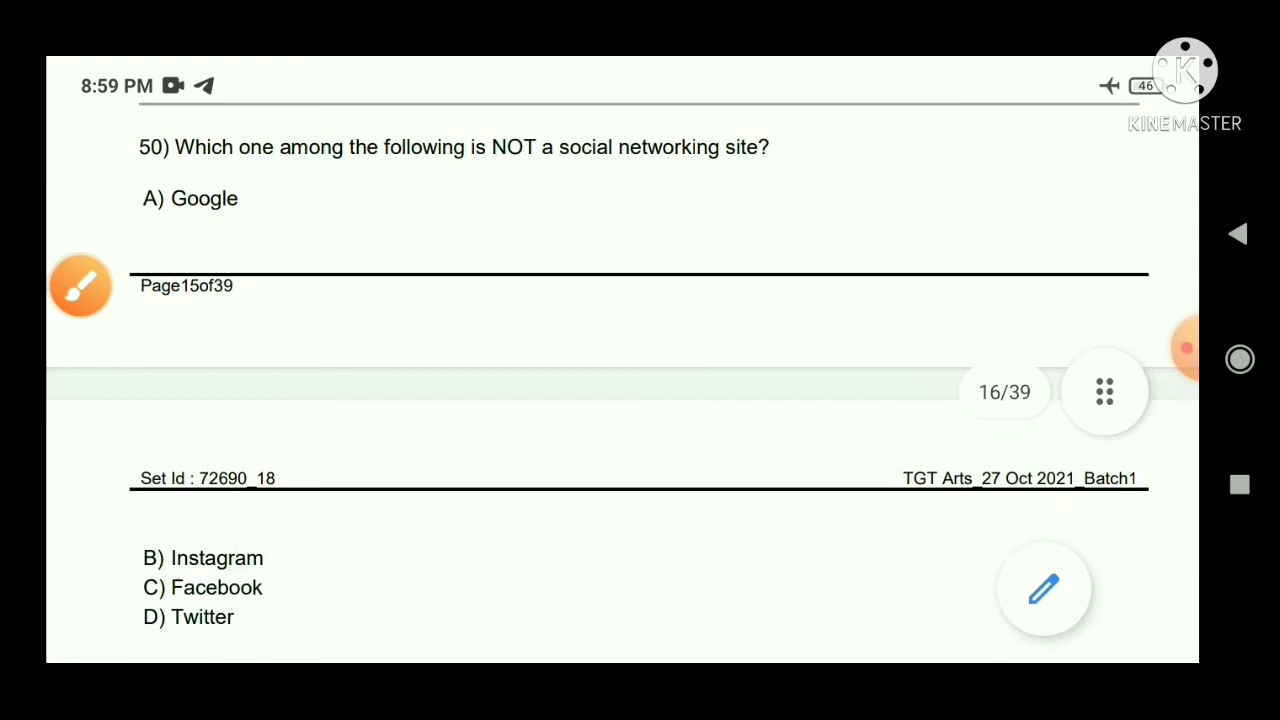 8:59 PM
46
KINEMASTER
50) Which one among the following is NOT a social networking site?
A) Google
Page15of39
16/39
Set Id : 72690_18
TGT Arts_27 Oct 2021_Batch1
B) Instagram
C) Facebook
D) Twitter